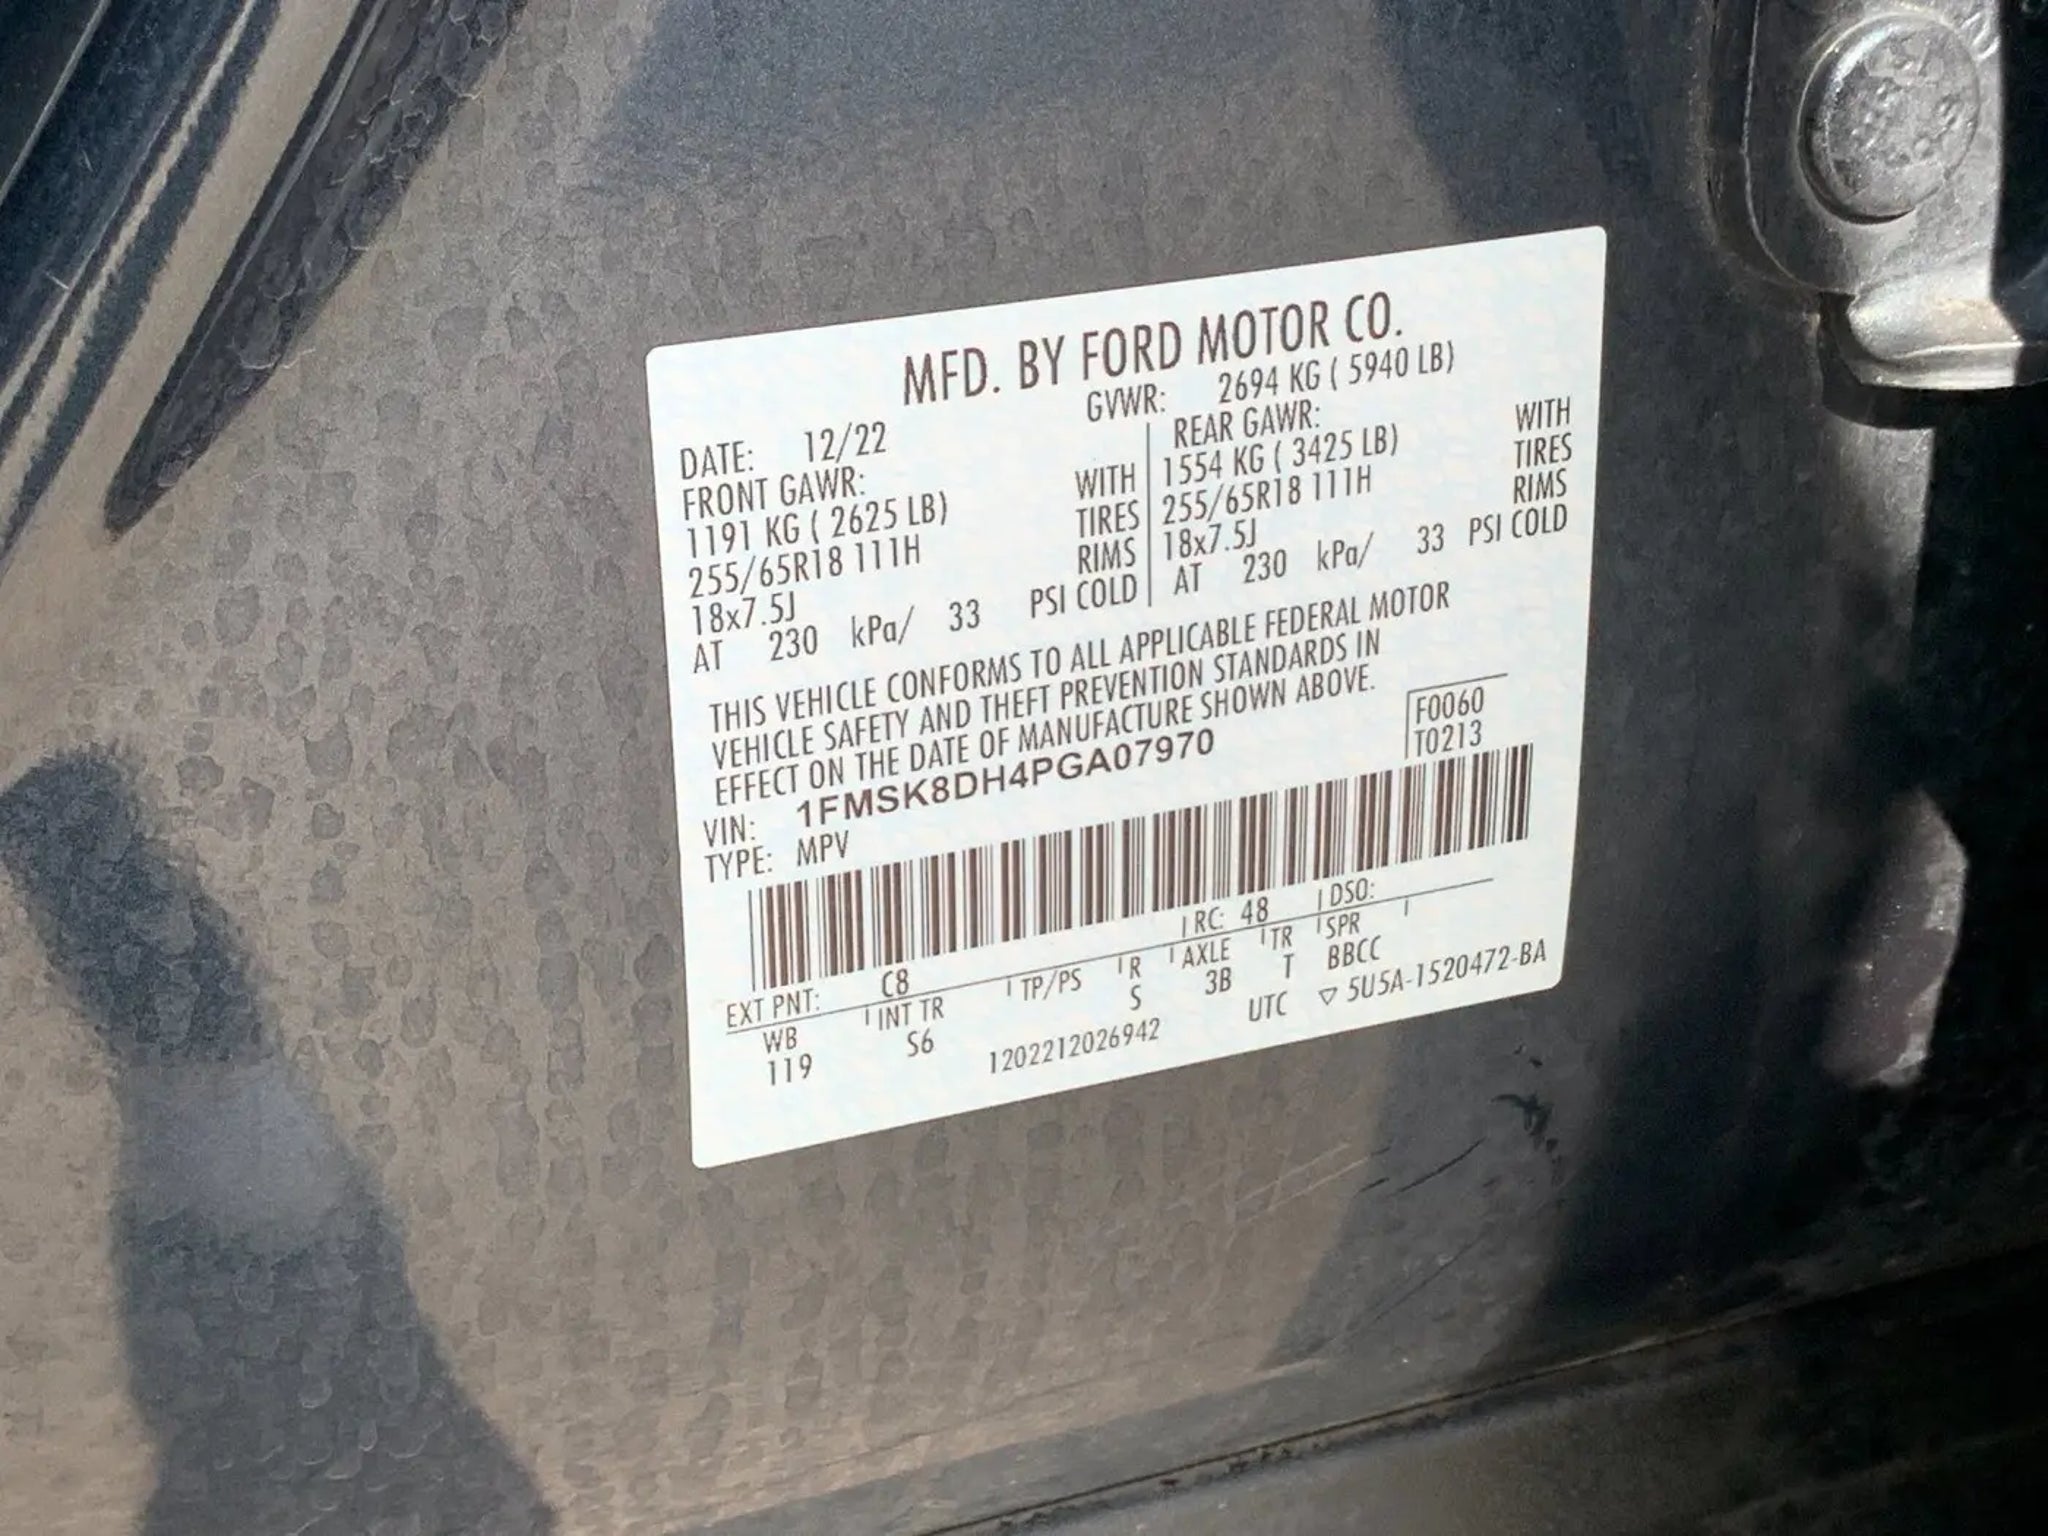 MFD. BY FORD MOTOR CO.
DATE: 12/22 GVWR: 2694 KG ( 5940 LB)
FRONT GAWR: REAR GAWR:
1191 KG ( 2625 LB) WITH 1554 KG ( 3425 LB) WITH
255/65R18 111H TIRES 255/65R18 111H TIRES
18x7.5J RIMS 18x7.5J RIMS
AT 230 kPa/ 33 PSI COLD AT 230 kPa/ 33 PSI COLD
THIS VEHICLE CONFORMS TO ALL APPLICABLE FEDERAL MOTOR
VEHICLE SAFETY AND THEFT PREVENTION STANDARDS IN
EFFECT ON THE DATE OF MANUFACTURE SHOWN ABOVE.
F0060
T0213
VIN: 1FMSK8DH4PGA07970
TYPE: MPV
EXT PNT: C8 RC: 48 DSO:
WB INT TR TP/PS R AXLE TR SPR
119 S6 S 3B T BBCC
1202212026942 UTC ▽ 5U5A-1520472-BA